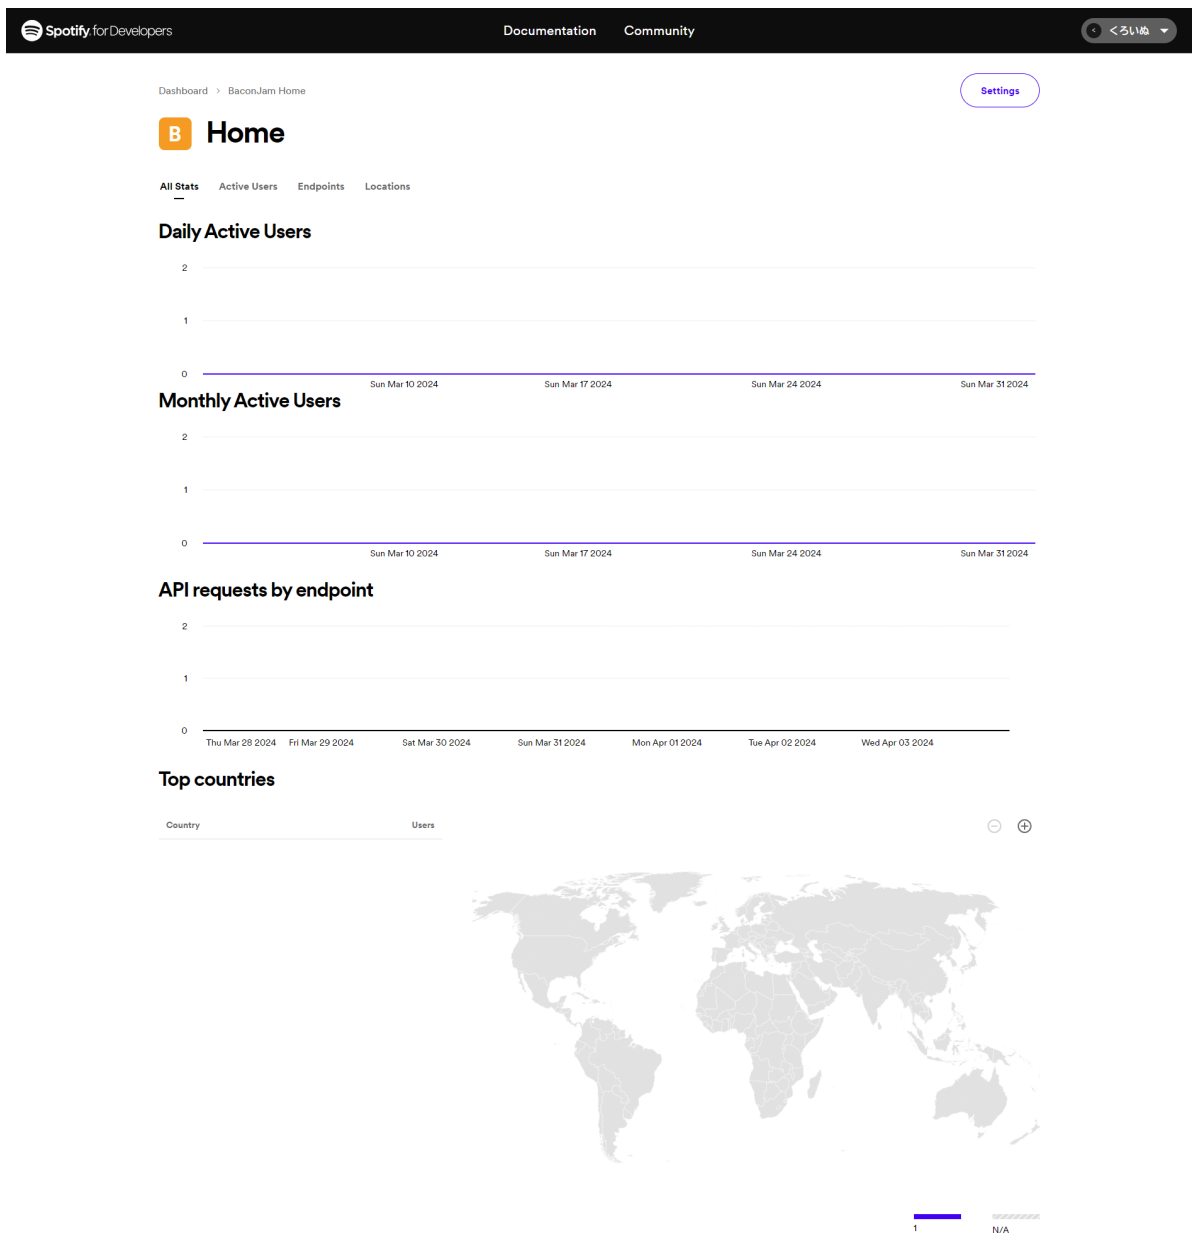 Spotify for Developers
Documentation
Community
くろいぬ
Dashboard > BaconJam Home
Settings
B
Home
All Stats
Active Users
Endpoints
Locations
Daily Active Users
2
1
0
Sun Mar 10 2024
Sun Mar 17 2024
Sun Mar 24 2024
Sun Mar 31 2024
Monthly Active Users
2
1
0
Sun Mar 10 2024
Sun Mar 17 2024
Sun Mar 24 2024
Sun Mar 31 2024
API requests by endpoint
2
1
0
Thu Mar 28 2024
Fri Mar 29 2024
Sat Mar 30 2024
Sun Mar 31 2024
Mon Apr 01 2024
Tue Apr 02 2024
Wed Apr 03 2024
Top countries
Country
Users
1
N/A